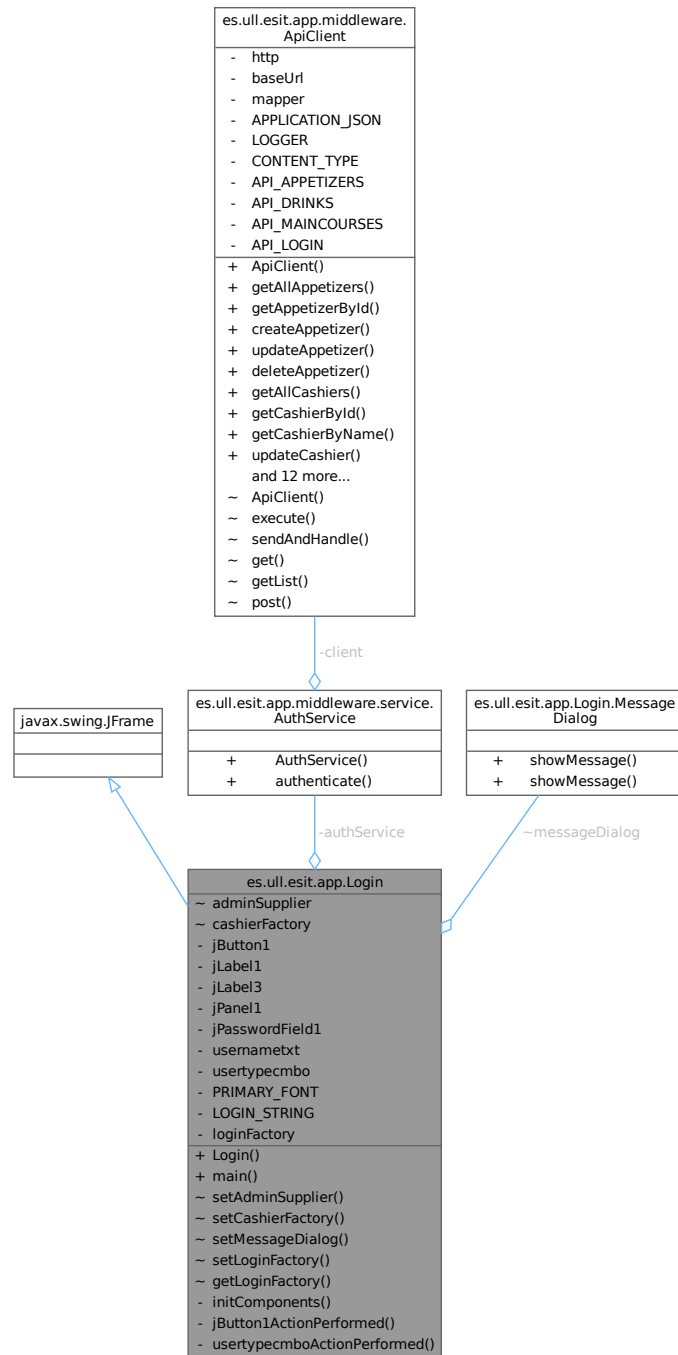 es.ull.esit.app.middleware.
ApiClient
- http
- baseUrl
- mapper
- APPLICATION_JSON
- LOGGER
- CONTENT_TYPE
- API_APPETIZERS
- API_DRINKS
- API_MAINCOURSES
- API_LOGIN
+ ApiClient()
+ getAllAppetizers()
+ getAppetizerById()
+ createAppetizer()
+ updateAppetizer()
+ deleteAppetizer()
+ getAllCashiers()
+ getCashierById()
+ getCashierByName()
+ updateCashier()
and 12 more...
~ ApiClient()
~ execute()
~ sendAndHandle()
~ get()
~ getList()
~ post()
-client
javax.swing.JFrame
es.ull.esit.app.middleware.service.
AuthService
+ AuthService()
+ authenticate()
es.ull.esit.app.Login.Message
Dialog
+ showMessage()
+ showMessage()
-authService
~messageDialog
es.ull.esit.app.Login
~ adminSupplier
~ cashierFactory
- jButton1
- jLabel1
- jLabel3
- jPanel1
- jPasswordField1
- usernametxt
- usertypecmbo
- PRIMARY_FONT
- LOGIN_STRING
- loginFactory
+ Login()
+ main()
~ setAdminSupplier()
~ setCashierFactory()
~ setMessageDialog()
~ setLoginFactory()
~ getLoginFactory()
- initComponents()
- jButton1ActionPerformed()
- usertypecmboActionPerformed()